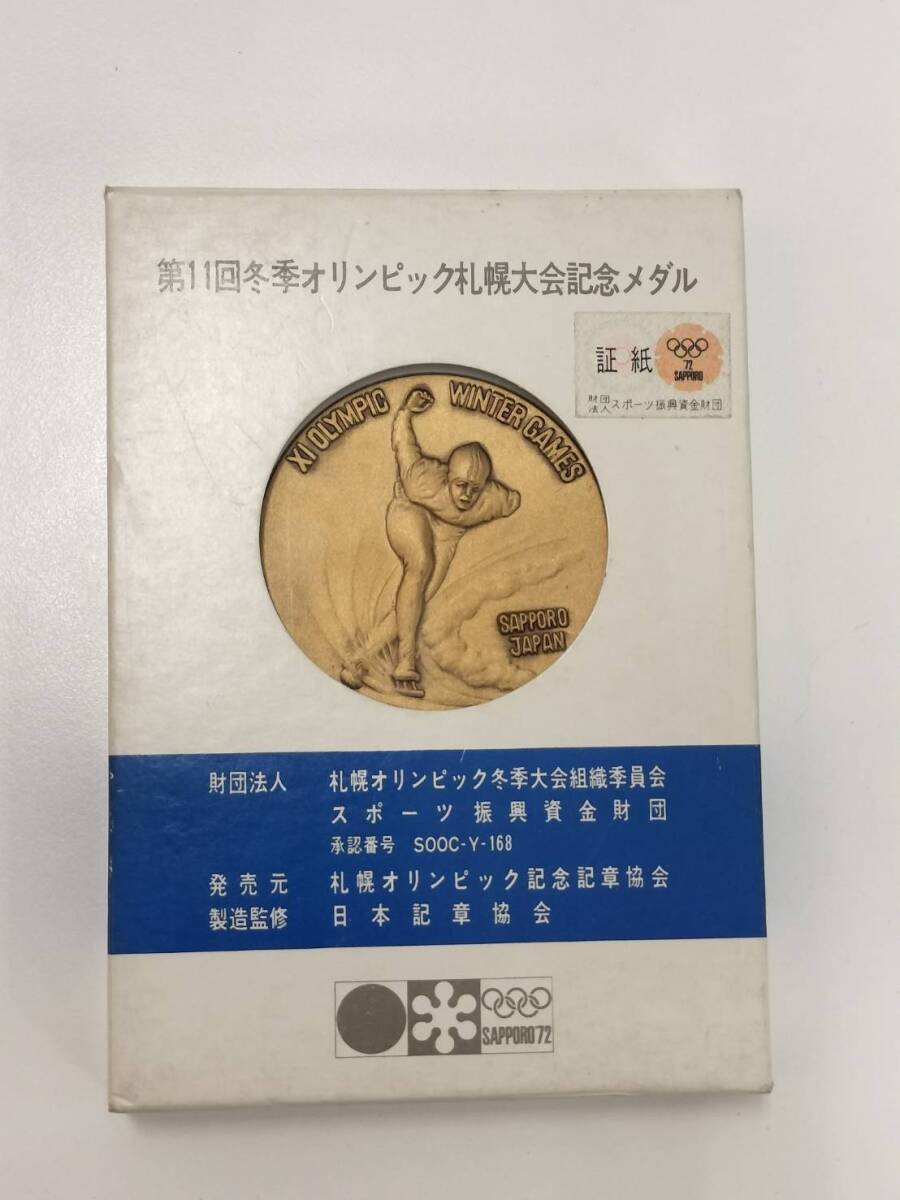 第11回冬季オリンピック札幌大会記念メダル
証紙
'72
SAPPORO
財団法人スポーツ振興資金財団
XI OLYMPIC WINTER GAMES
SAPPORO
JAPAN
財団法人 札幌オリンピック冬季大会組織委員会
スポーツ振興資金財団
承認番号 SOOC-Y-168
発売元 札幌オリンピック記念記章協会
製造監修 日本記章協会
SAPPORO'72